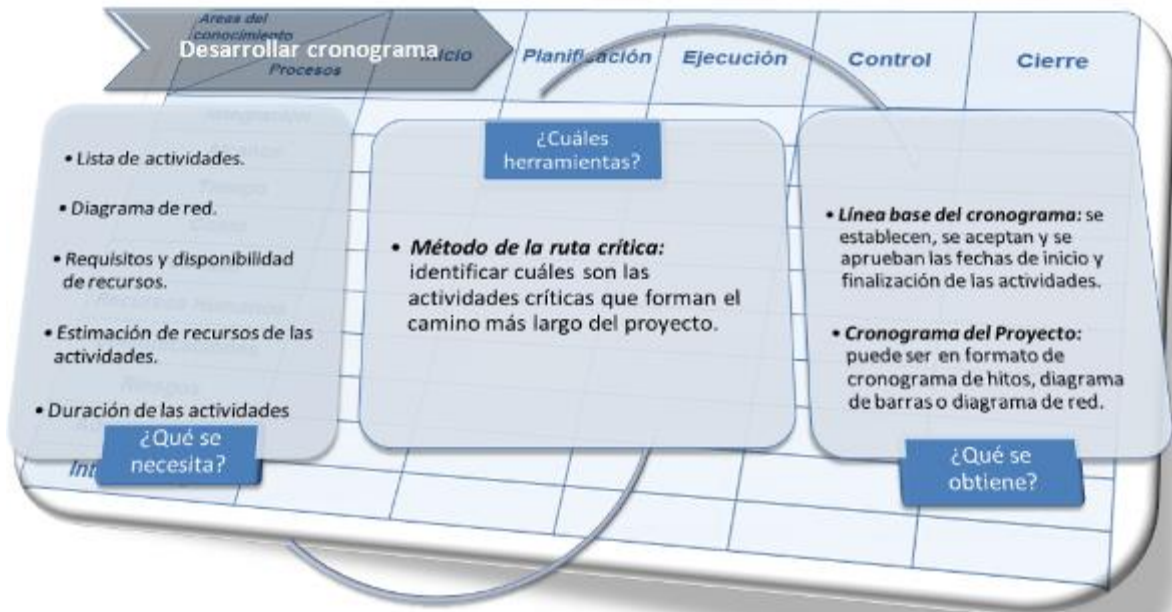 Areas del
conocimiento
Procesos
Desarrollar cronograma
Inicio
Planificación
Ejecución
Control
Cierre
• Lista de actividades.
• Diagrama de red.
• Requisitos y disponibilidad
de recursos.
• Estimación de recursos de las
actividades.
• Duración de las actividades
¿Qué se
necesita?
¿Cuáles
herramientas?
• Método de la ruta crítica:
identificar cuáles son las
actividades críticas que forman el
camino más largo del proyecto.
• Línea base del cronograma: se
establecen, se aceptan y se
aprueban las fechas de inicio y
finalización de las actividades.
• Cronograma del Proyecto:
puede ser en formato de
cronograma de hitos, diagrama
de barras o diagrama de red.
¿Qué se
obtiene?